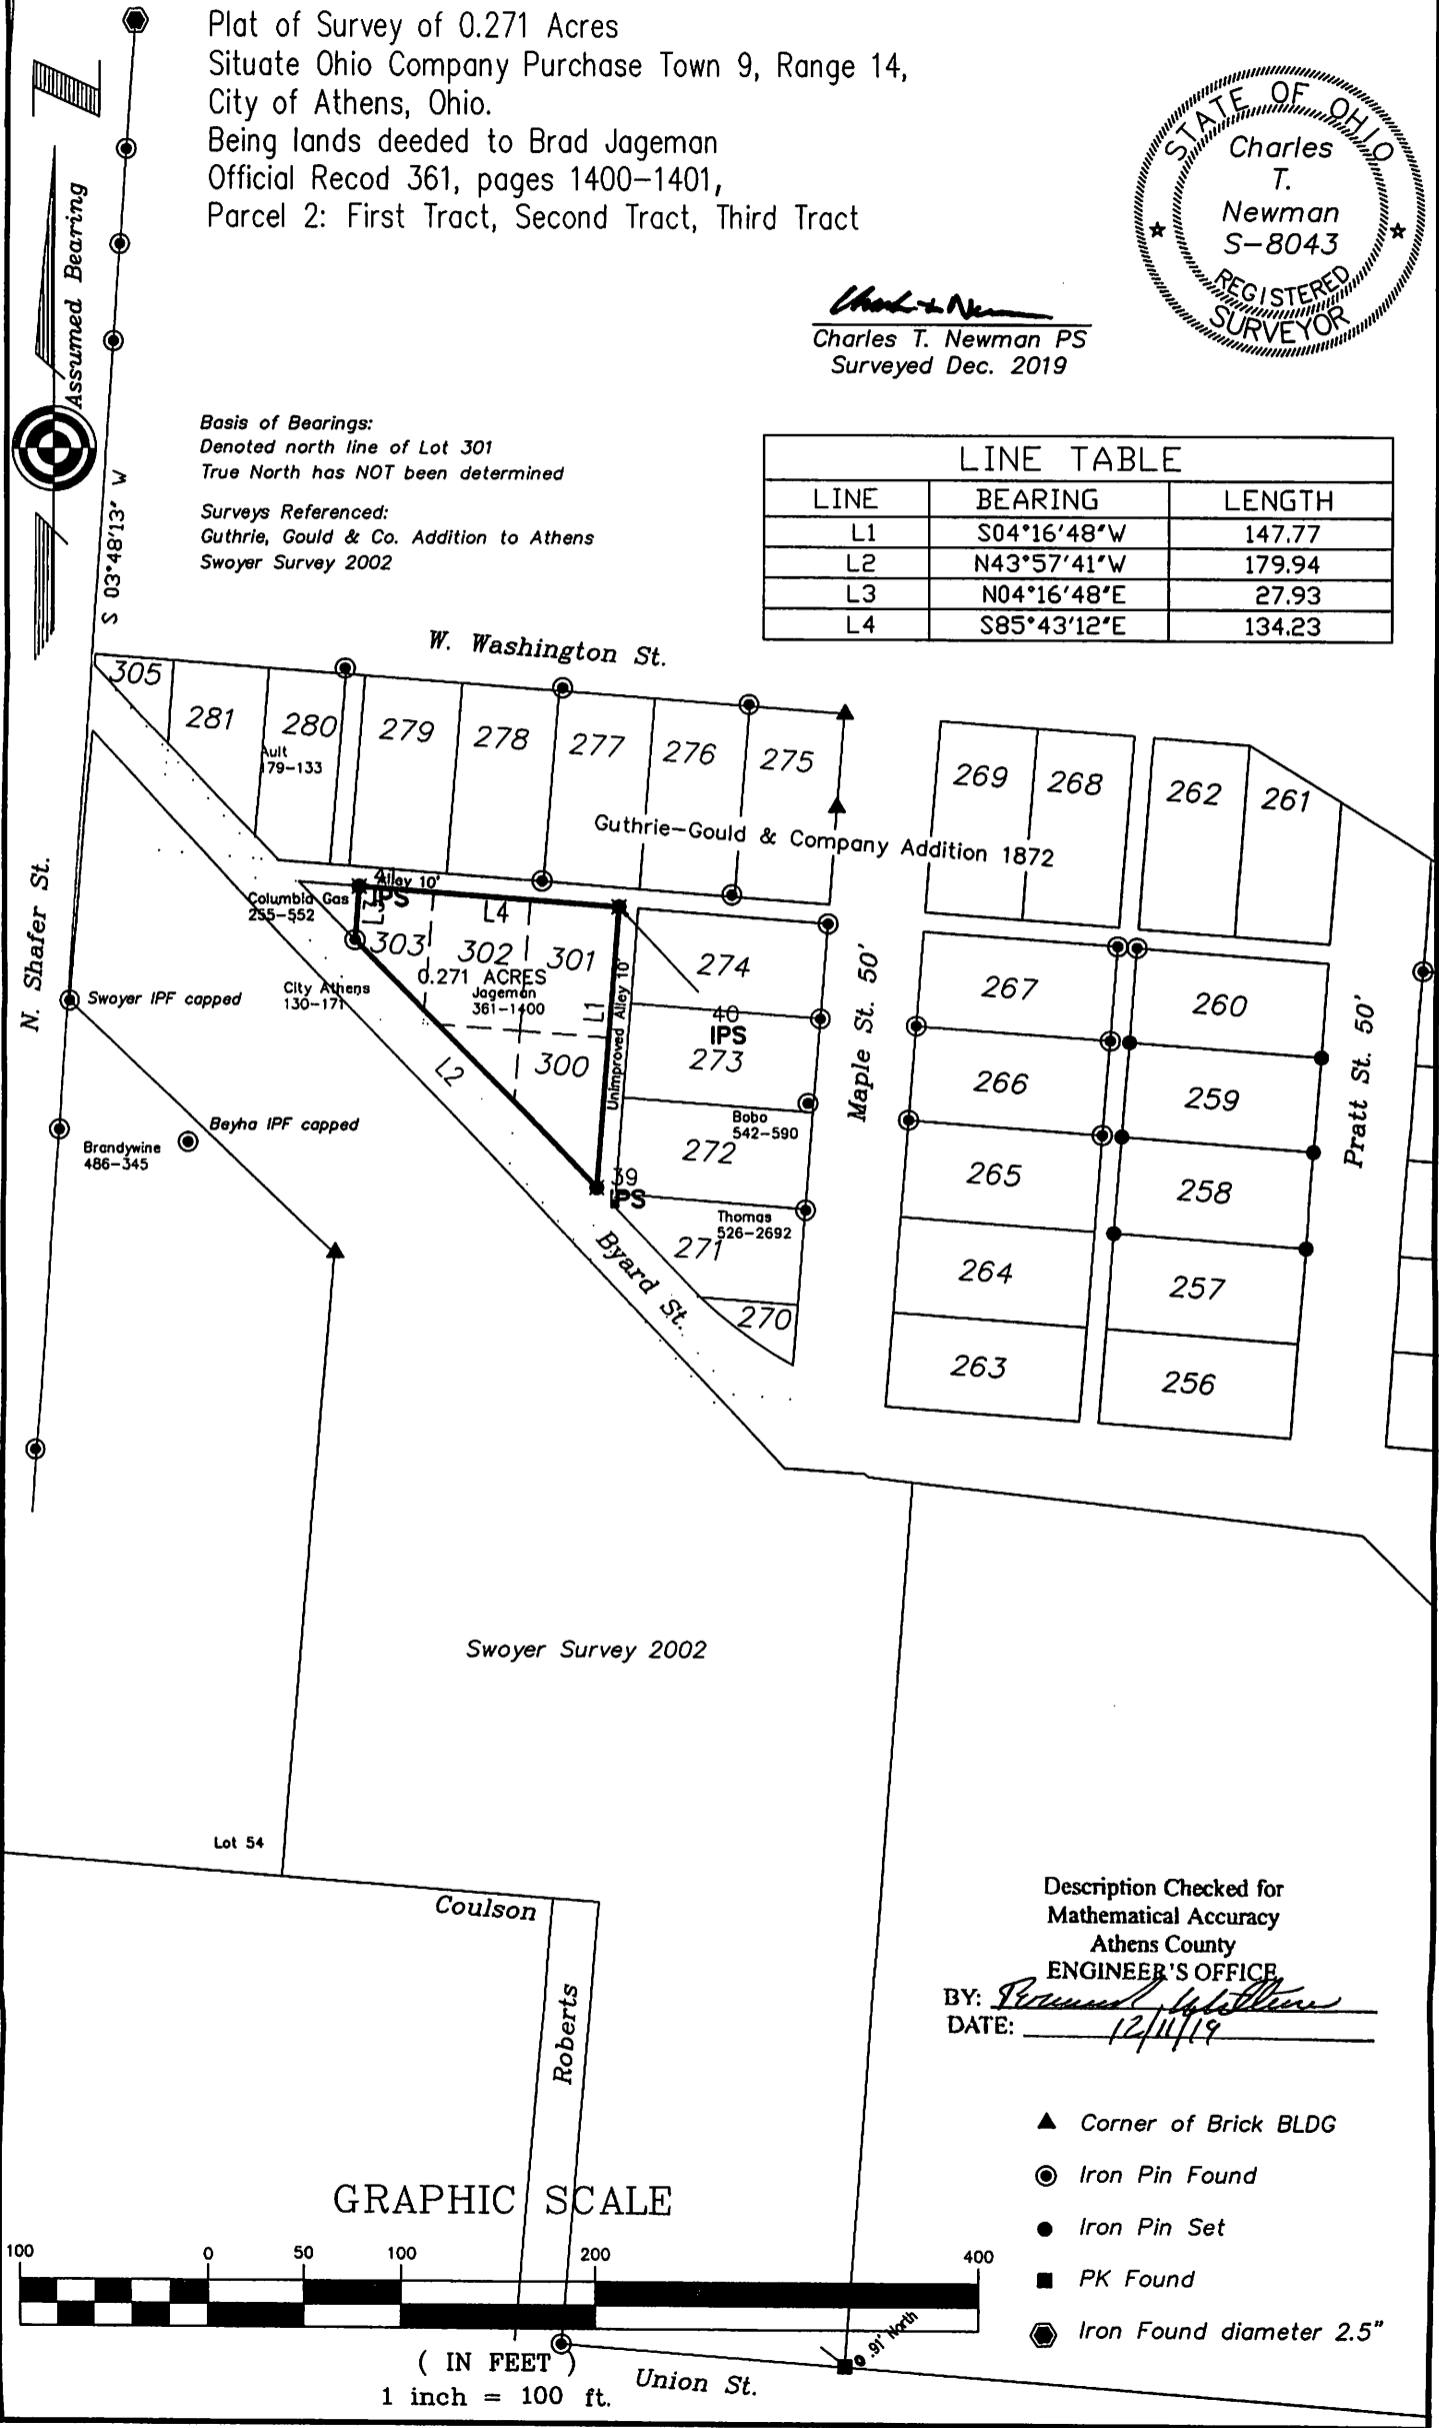 Plat of Survey of 0.271 Acres
Situate Ohio Company Purchase Town 9, Range 14,
City of Athens, Ohio.
Being lands deeded to Brad Jageman
Official Recod 361, pages 1400-1401,
Parcel 2: First Tract, Second Tract, Third Tract
STATE OF OHIO
Charles
T.
Newman
S-8043
REGISTERED
SURVEYOR
Charles T. Newman PS
Surveyed Dec. 2019
Assumed Bearing
S 03°48'13" W
Basis of Bearings:
Denoted north line of Lot 301
True North has NOT been determined
Surveys Referenced:
Guthrie, Gould & Co. Addition to Athens
Swoyer Survey 2002
LINE TABLE
LINE BEARING LENGTH
L1 S04°16'48"W 147.77
L2 N43°57'41"W 179.94
L3 N04°16'48"E 27.93
L4 S85°43'12"E 134.23
W. Washington St.
305
281
280
279
278
277
276
275
269
268
262
261
Ault
179-133
Guthrie-Gould & Company Addition 1872
N. Shafer St.
41
Alley 10'
IPS
Columbia Gas
255-552
L3
L4
303
302
301
0.271 ACRES
Jageman
361-1400
City Athens
130-171
L1
Unimproved Alley 10'
274
40
IPS
273
300
L2
Maple St. 50'
267
260
266
259
265
258
264
257
263
256
Pratt St. 50'
Swoyer IPF capped
Beyha IPF capped
Brandywine
486-345
Bobo
542-590
272
39
IPS
Thomas
526-2692
271
270
Byard St.
Swoyer Survey 2002
Lot 54
Coulson
Roberts
Description Checked for
Mathematical Accuracy
Athens County
ENGINEER'S OFFICE
BY:
DATE: 12/11/19
Corner of Brick BLDG
Iron Pin Found
Iron Pin Set
PK Found
Iron Found diameter 2.5"
GRAPHIC SCALE
100 0 50 100 200 400
( IN FEET )
1 inch = 100 ft.
Union St.
.91' North